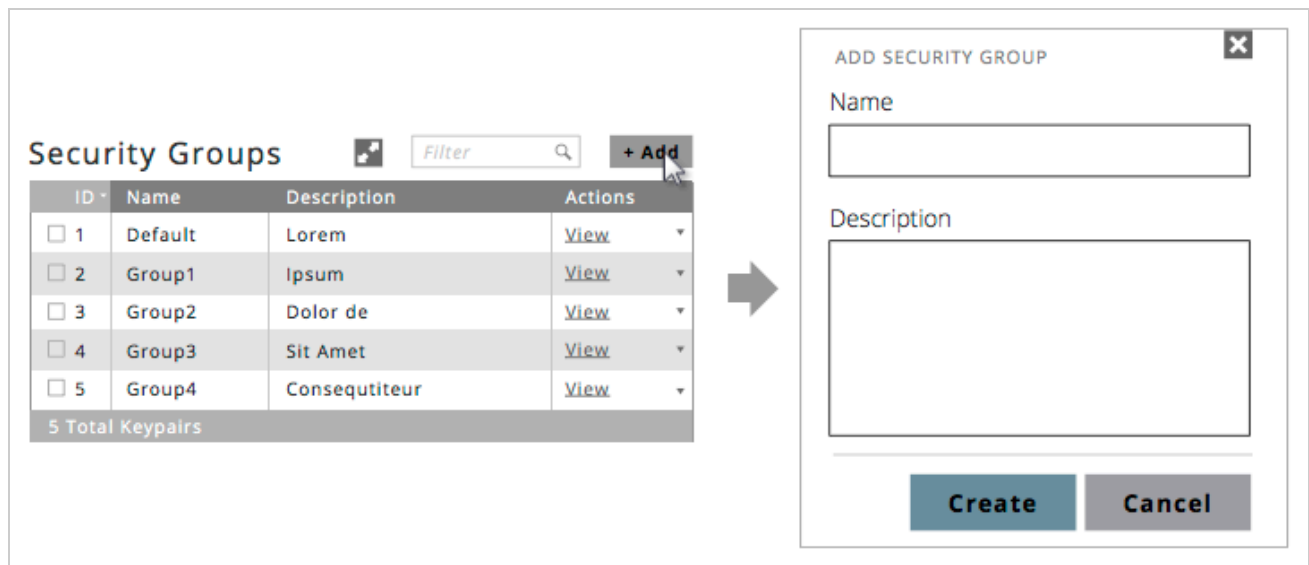 Security Groups
Filter
+ Add
ID Name Description Actions
1 Default Lorem View
2 Group1 Ipsum View
3 Group2 Dolor de View
4 Group3 Sit Amet View
5 Group4 Consequtiteur View
5 Total Keypairs
ADD SECURITY GROUP
Name
Description
Create Cancel